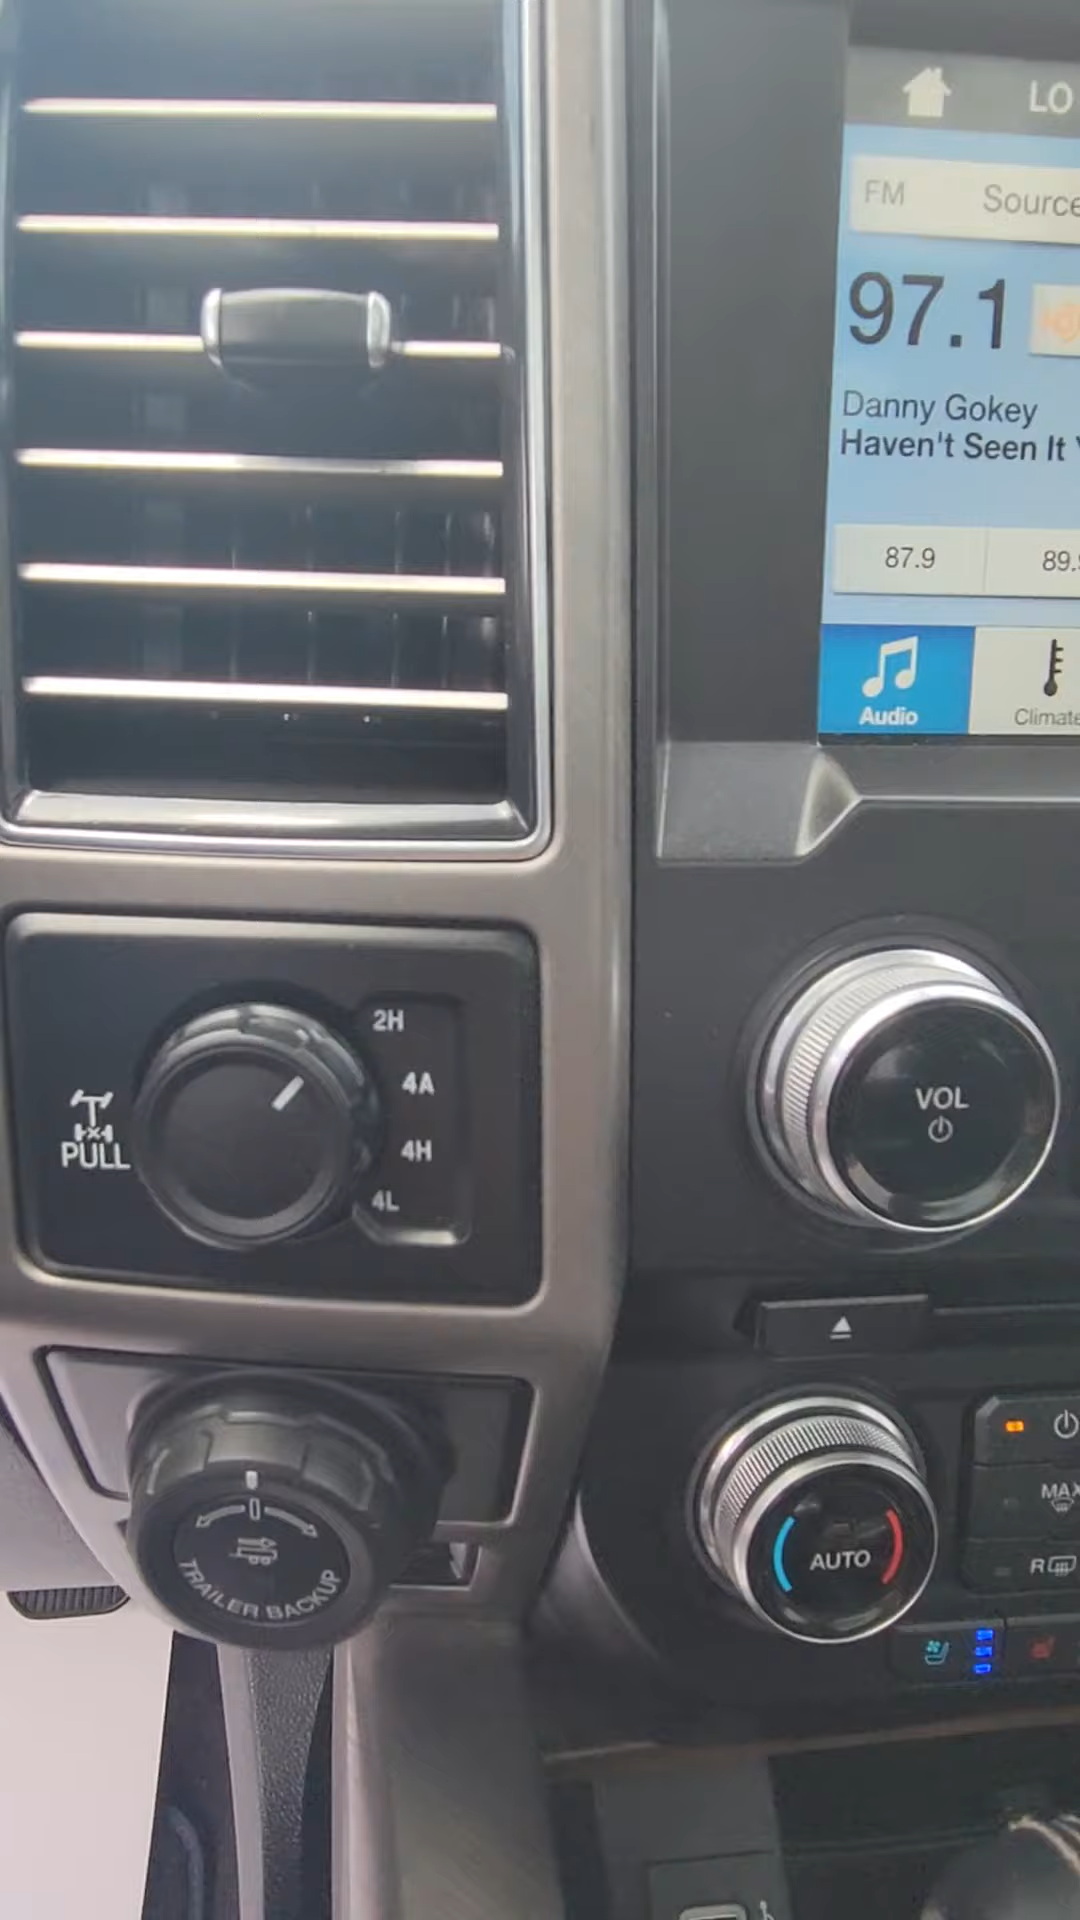 LO
FM Source
97.1
Danny Gokey
Haven't Seen It
87.9
Audio
Climate
2H
4A
4H
4L
PULL
VOL
TRAILER BACKUP
AUTO
MAX
R